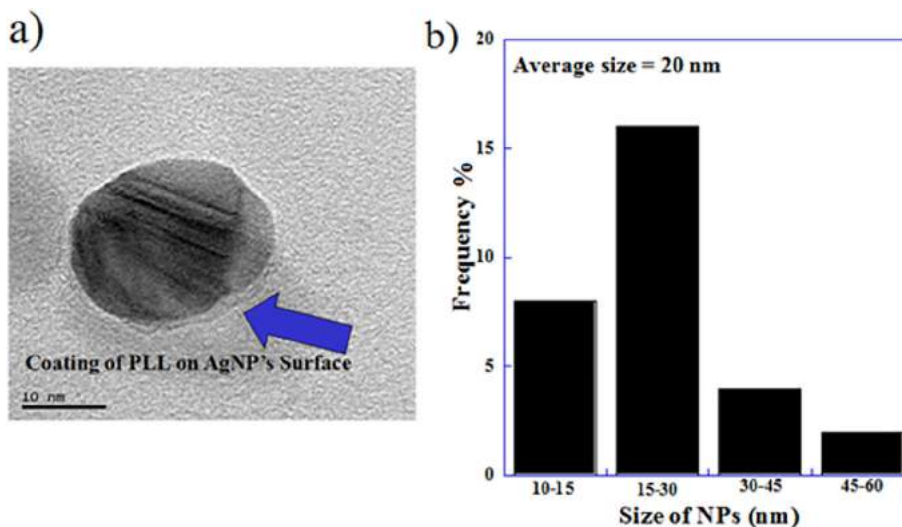 a)
Coating of PLL on AgNP's Surface
10 nm
b)
Average size = 20 nm
Frequency %
20
15
10
5
0
10-15 15-30 30-45 45-60
Size of NPs (nm)